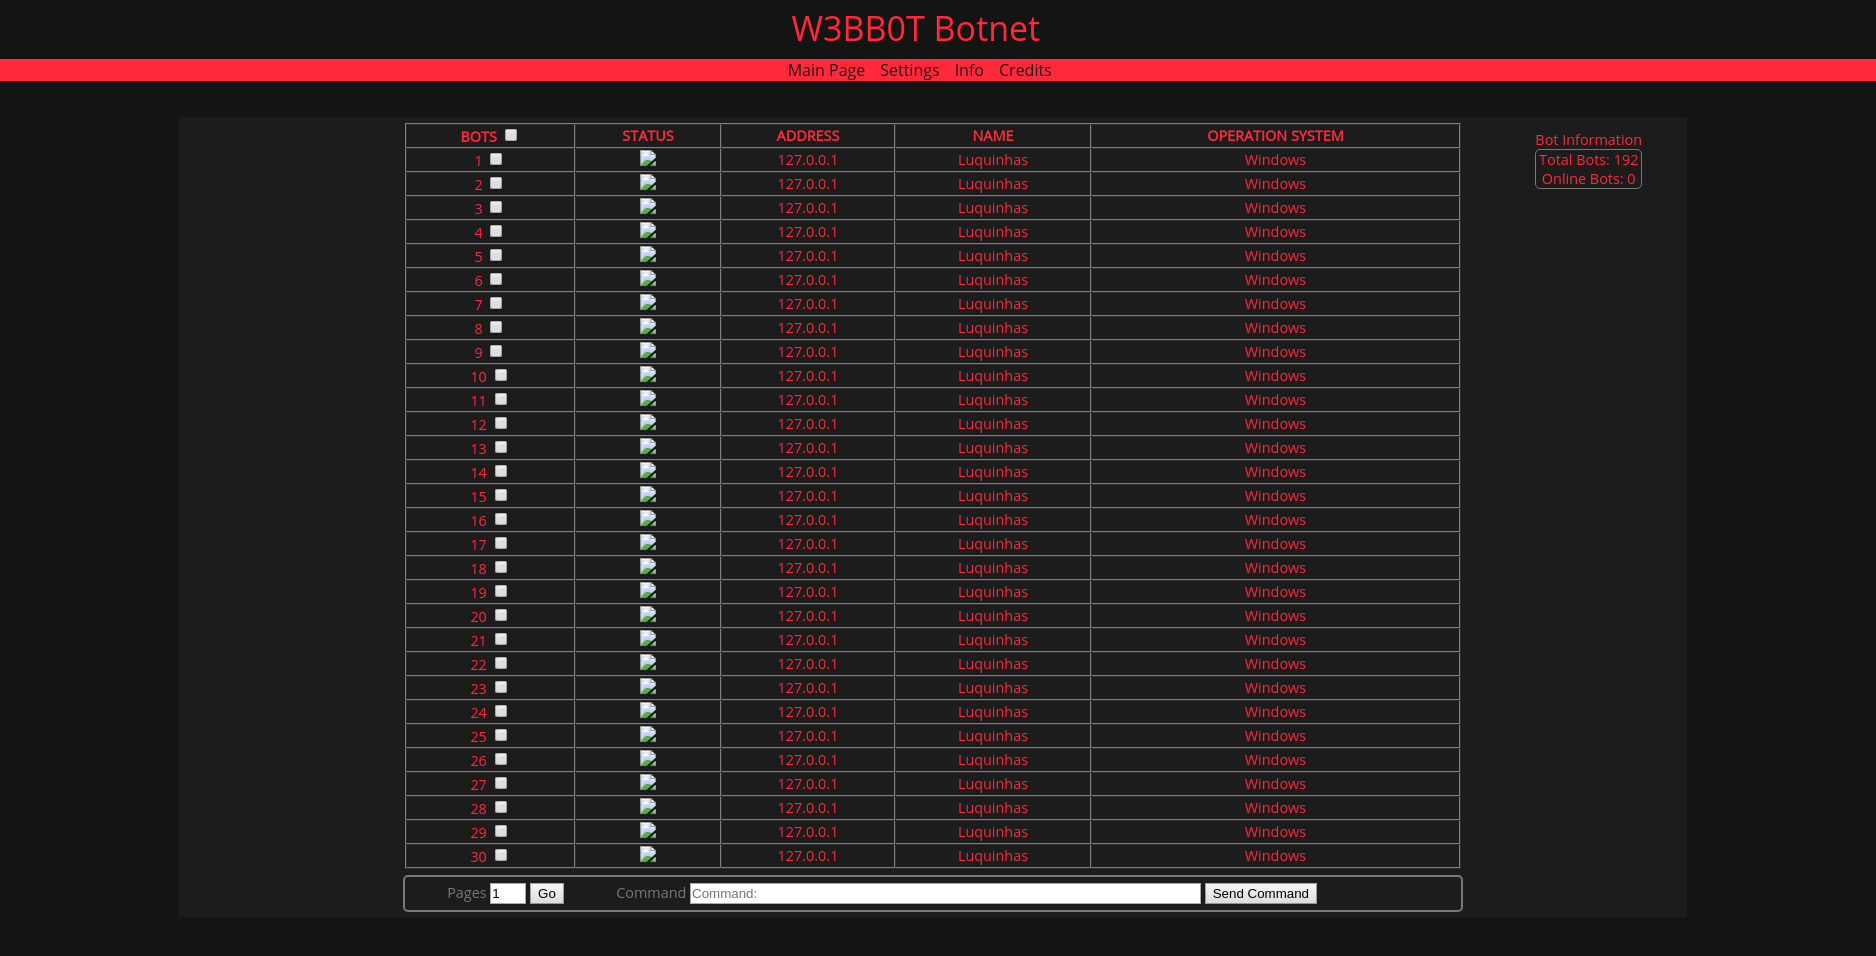 W3BB0T Botnet
Main Page Settings Info Credits
BOTS STATUS ADDRESS NAME OPERATION SYSTEM
1 127.0.0.1 Luquinhas Windows
2 127.0.0.1 Luquinhas Windows
3 127.0.0.1 Luquinhas Windows
4 127.0.0.1 Luquinhas Windows
5 127.0.0.1 Luquinhas Windows
6 127.0.0.1 Luquinhas Windows
7 127.0.0.1 Luquinhas Windows
8 127.0.0.1 Luquinhas Windows
9 127.0.0.1 Luquinhas Windows
10 127.0.0.1 Luquinhas Windows
11 127.0.0.1 Luquinhas Windows
12 127.0.0.1 Luquinhas Windows
13 127.0.0.1 Luquinhas Windows
14 127.0.0.1 Luquinhas Windows
15 127.0.0.1 Luquinhas Windows
16 127.0.0.1 Luquinhas Windows
17 127.0.0.1 Luquinhas Windows
18 127.0.0.1 Luquinhas Windows
19 127.0.0.1 Luquinhas Windows
20 127.0.0.1 Luquinhas Windows
21 127.0.0.1 Luquinhas Windows
22 127.0.0.1 Luquinhas Windows
23 127.0.0.1 Luquinhas Windows
24 127.0.0.1 Luquinhas Windows
25 127.0.0.1 Luquinhas Windows
26 127.0.0.1 Luquinhas Windows
27 127.0.0.1 Luquinhas Windows
28 127.0.0.1 Luquinhas Windows
29 127.0.0.1 Luquinhas Windows
30 127.0.0.1 Luquinhas Windows
Pages 1 Go Command Command: Send Command
Bot Information
Total Bots: 192
Online Bots: 0